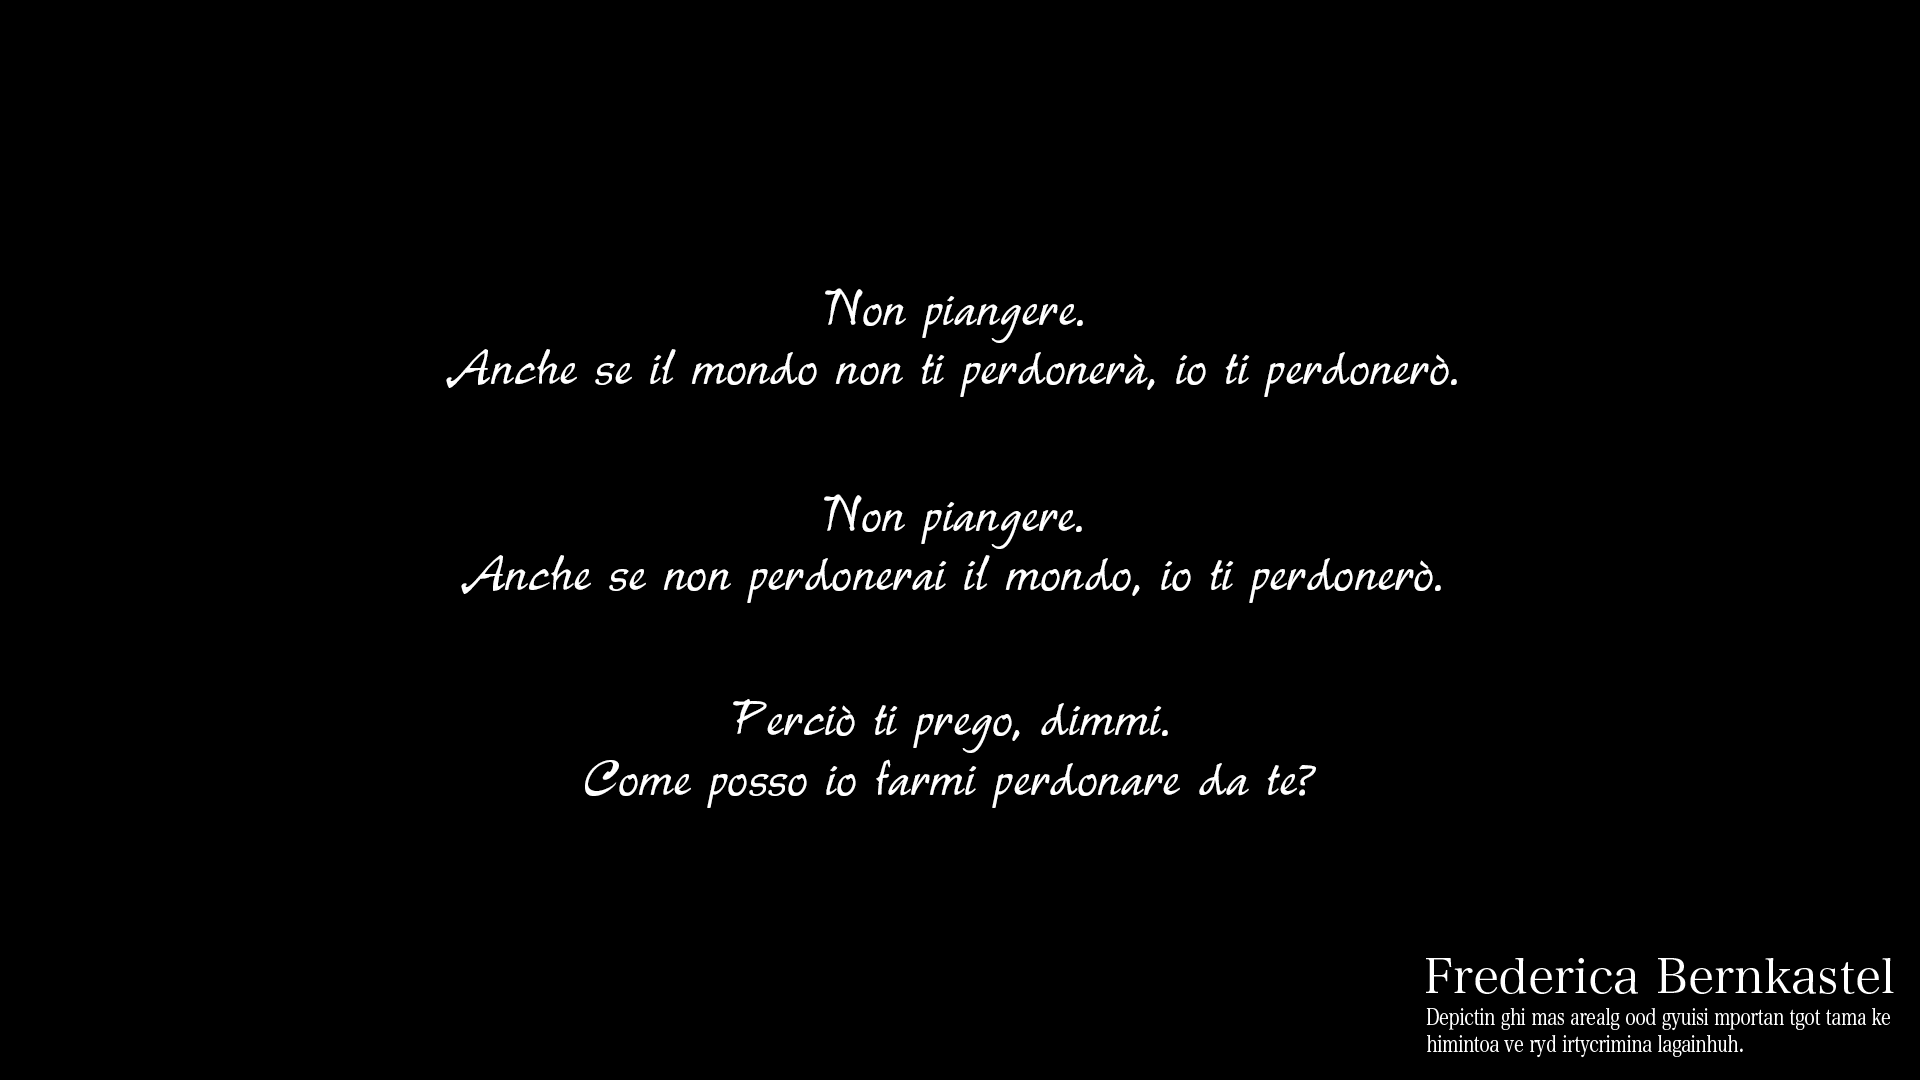 Non piangere.
Anche se il mondo non ti perdonerà, io ti perdonerò.
Non piangere.
Anche se non perdonerai il mondo, io ti perdonerò.
Perciò ti prego, dimmi.
Come posso io farmi perdonare da te?
Frederica Bernkastel
Depictin ghi mas arealg ood gyuisi mportan tgot tama ke
himintoa ve ryd irtycrimina lagainhuh.